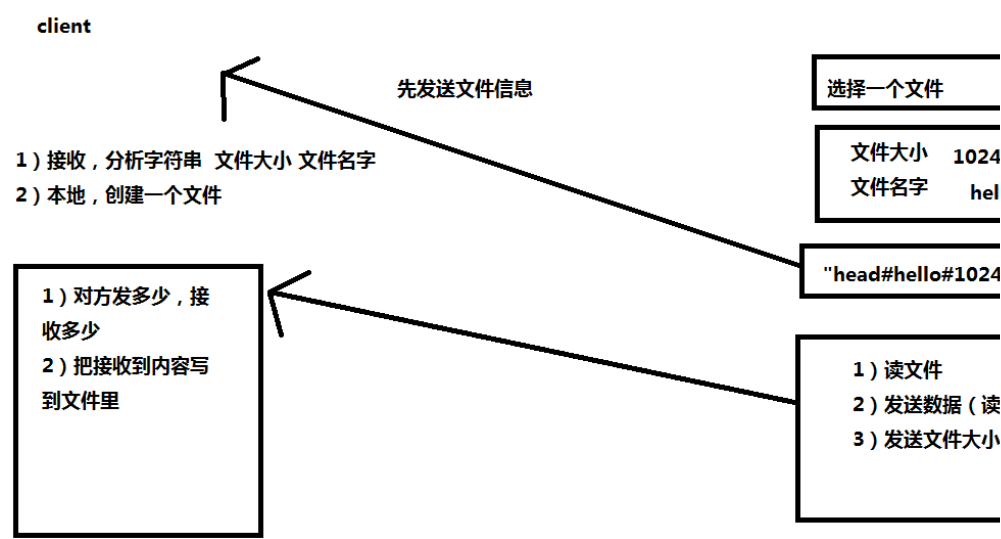 client
先发送文件信息
选择一个文件
文件大小 1024
文件名字 hel
1）接收，分析字符串 文件大小 文件名字
2）本地，创建一个文件
"head#hello#1024
1）对方发多少，接
收多少
2）把接收到内容写
到文件里
1）读文件
2）发送数据（读
3）发送文件大小